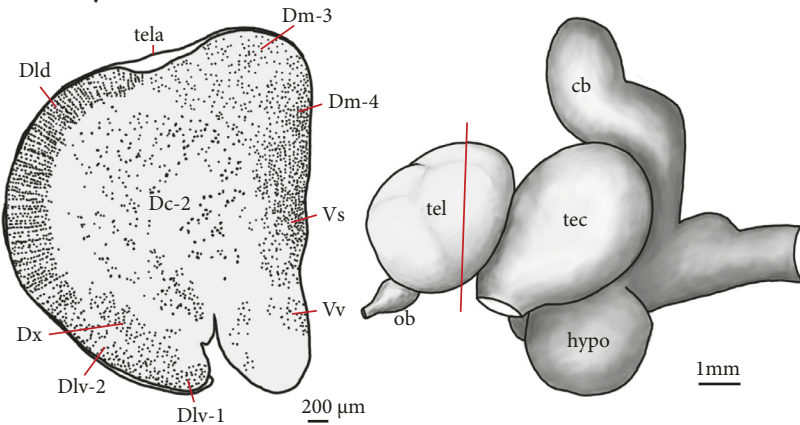 Dm-3
tela
Dld
Dm-4
Dc-2
Vs
Vv
Dx
Dlv-2
Dlv-1
200 µm
cb
tel
tec
ob
hypo
1mm